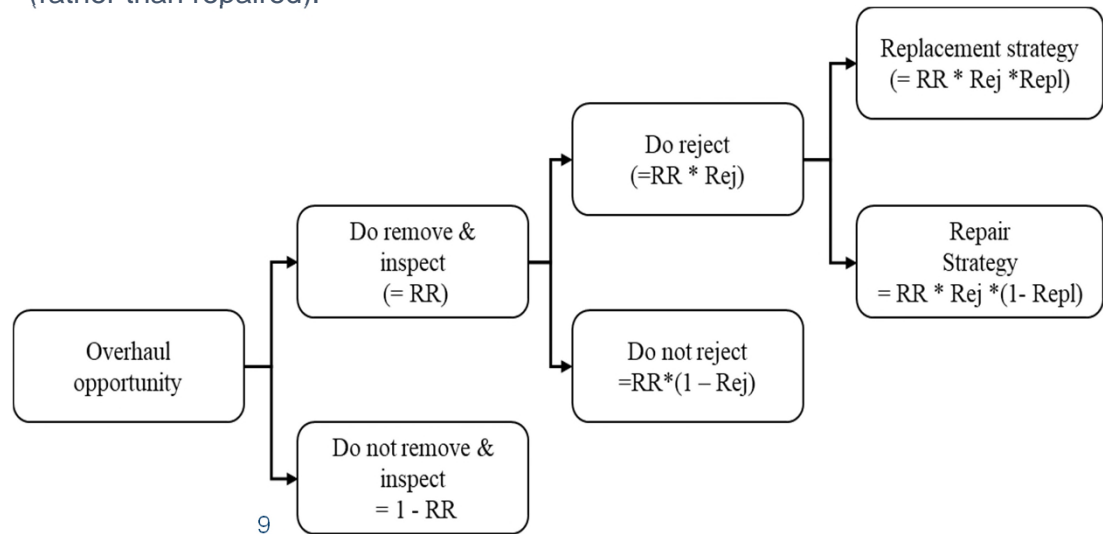 (rather than repaired).
Replacement strategy
(= RR * Rej *Repl)
Do reject
(=RR * Rej)
Do remove &
inspect
(= RR)
Repair
Strategy
= RR * Rej *(1- Repl)
Overhaul
opportunity
Do not reject
=RR*(1 – Rej)
Do not remove &
inspect
= 1 - RR
9